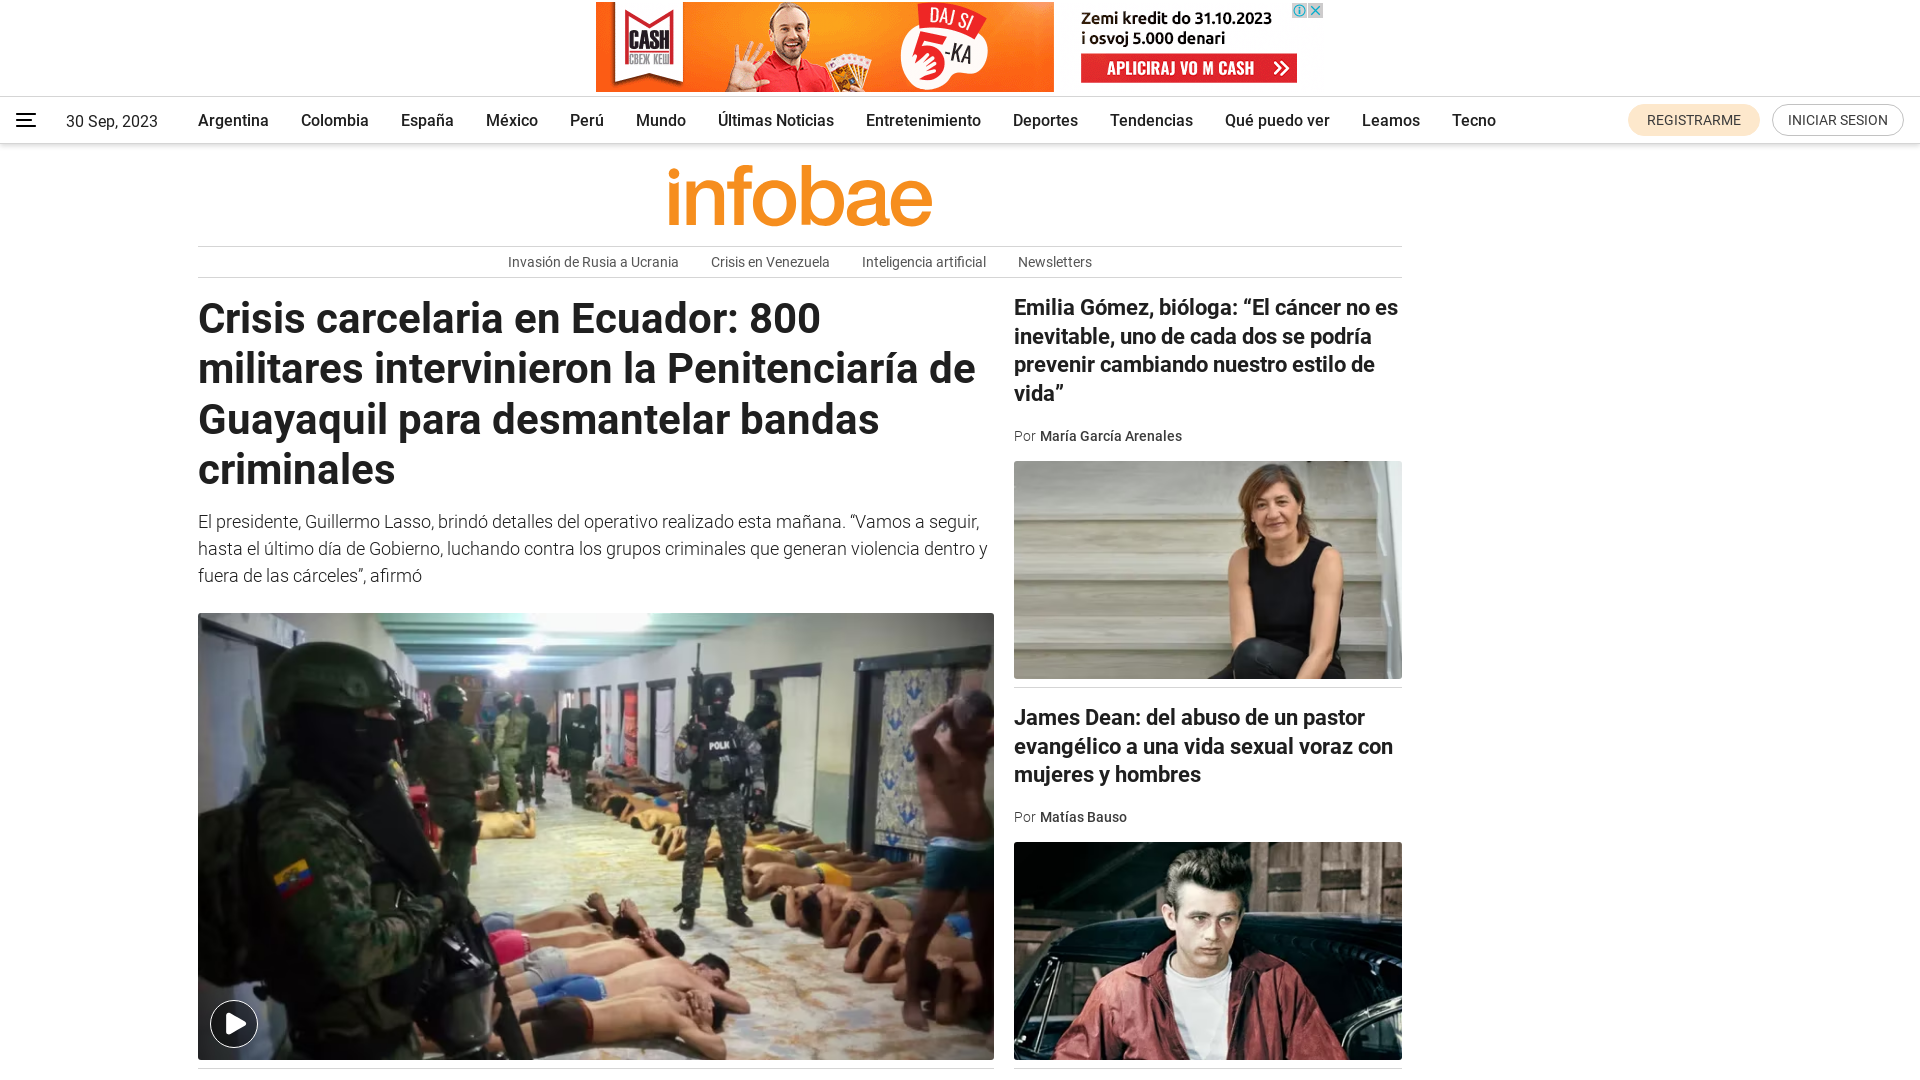 CASH
СВЕЖ КЕШ
DAJ SI
5-KA
Zemi kredit do 31.10.2023
i osvoj 5.000 denari
APLICIRAJ VO M CASH
30 Sep, 2023
Argentina
Colombia
España
México
Perú
Mundo
Últimas Noticias
Entretenimiento
Deportes
Tendencias
Qué puedo ver
Leamos
Tecno
REGISTRARME
INICIAR SESION
infobae
Invasión de Rusia a Ucrania
Crisis en Venezuela
Inteligencia artificial
Newsletters
Crisis carcelaria en Ecuador: 800
militares intervinieron la Penitenciaría de
Guayaquil para desmantelar bandas
criminales
El presidente, Guillermo Lasso, brindó detalles del operativo realizado esta mañana. “Vamos a seguir,
hasta el último día de Gobierno, luchando contra los grupos criminales que generan violencia dentro y
fuera de las cárceles”, afirmó
Emilia Gómez, bióloga: “El cáncer no es
inevitable, uno de cada dos se podría
prevenir cambiando nuestro estilo de
vida”
Por María García Arenales
James Dean: del abuso de un pastor
evangélico a una vida sexual voraz con
mujeres y hombres
Por Matías Bauso